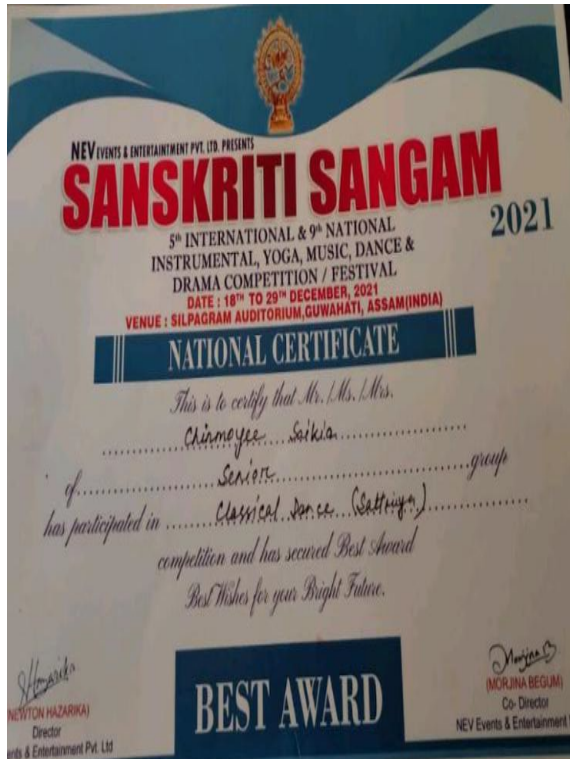 NEV EVENTS & ENTERTAINMENT PVT. LTD. PRESENTS
SANSKRITI SANGAM
2021
5th INTERNATIONAL & 9th NATIONAL
INSTRUMENTAL, YOGA, MUSIC, DANCE &
DRAMA COMPETITION / FESTIVAL
DATE : 18TH TO 29TH DECEMBER, 2021
VENUE : SILPAGRAM AUDITORIUM,GUWAHATI, ASSAM(INDIA)
NATIONAL CERTIFICATE
This is to certify that Mr. /Ms. /Mrs.
Chinmoyee Saikia
of Senior group
has participated in Classical Dance (Sattriya)
competition and has secured Best Award
Best Wishes for your Bright Future.
(NEWTON HAZARIKA)
Director
ents & Entertainment Pvt. Ltd
BEST AWARD
(MORJINA BEGUM)
Co- Director
NEV Events & Entertainment